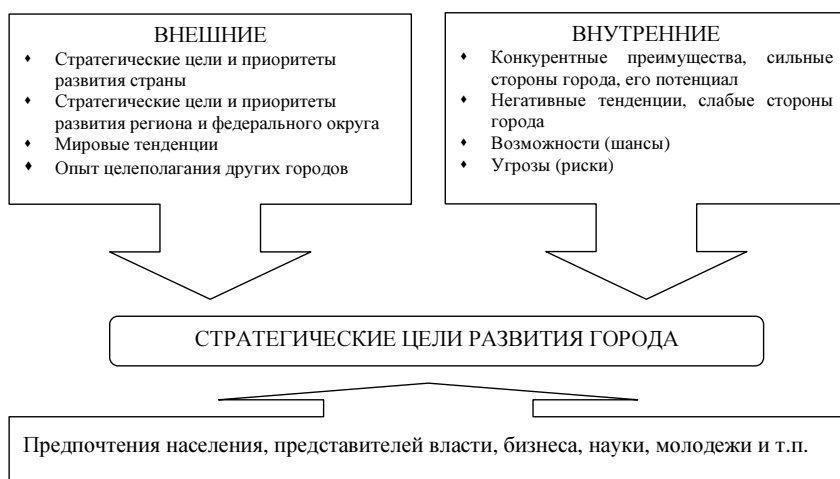 ВНЕШНИЕ
♦ Стратегические цели и приоритеты
развития страны
♦ Стратегические цели и приоритеты
развития региона и федерального округа
♦ Мировые тенденции
♦ Опыт целеполагания других городов
ВНУТРЕННИЕ
♦ Конкурентные преимущества, сильные
стороны города, его потенциал
♦ Негативные тенденции, слабые стороны
города
♦ Возможности (шансы)
♦ Угрозы (риски)
СТРАТЕГИЧЕСКИЕ ЦЕЛИ РАЗВИТИЯ ГОРОДА
Предпочтения населения, представителей власти, бизнеса, науки, молодежи и т.п.